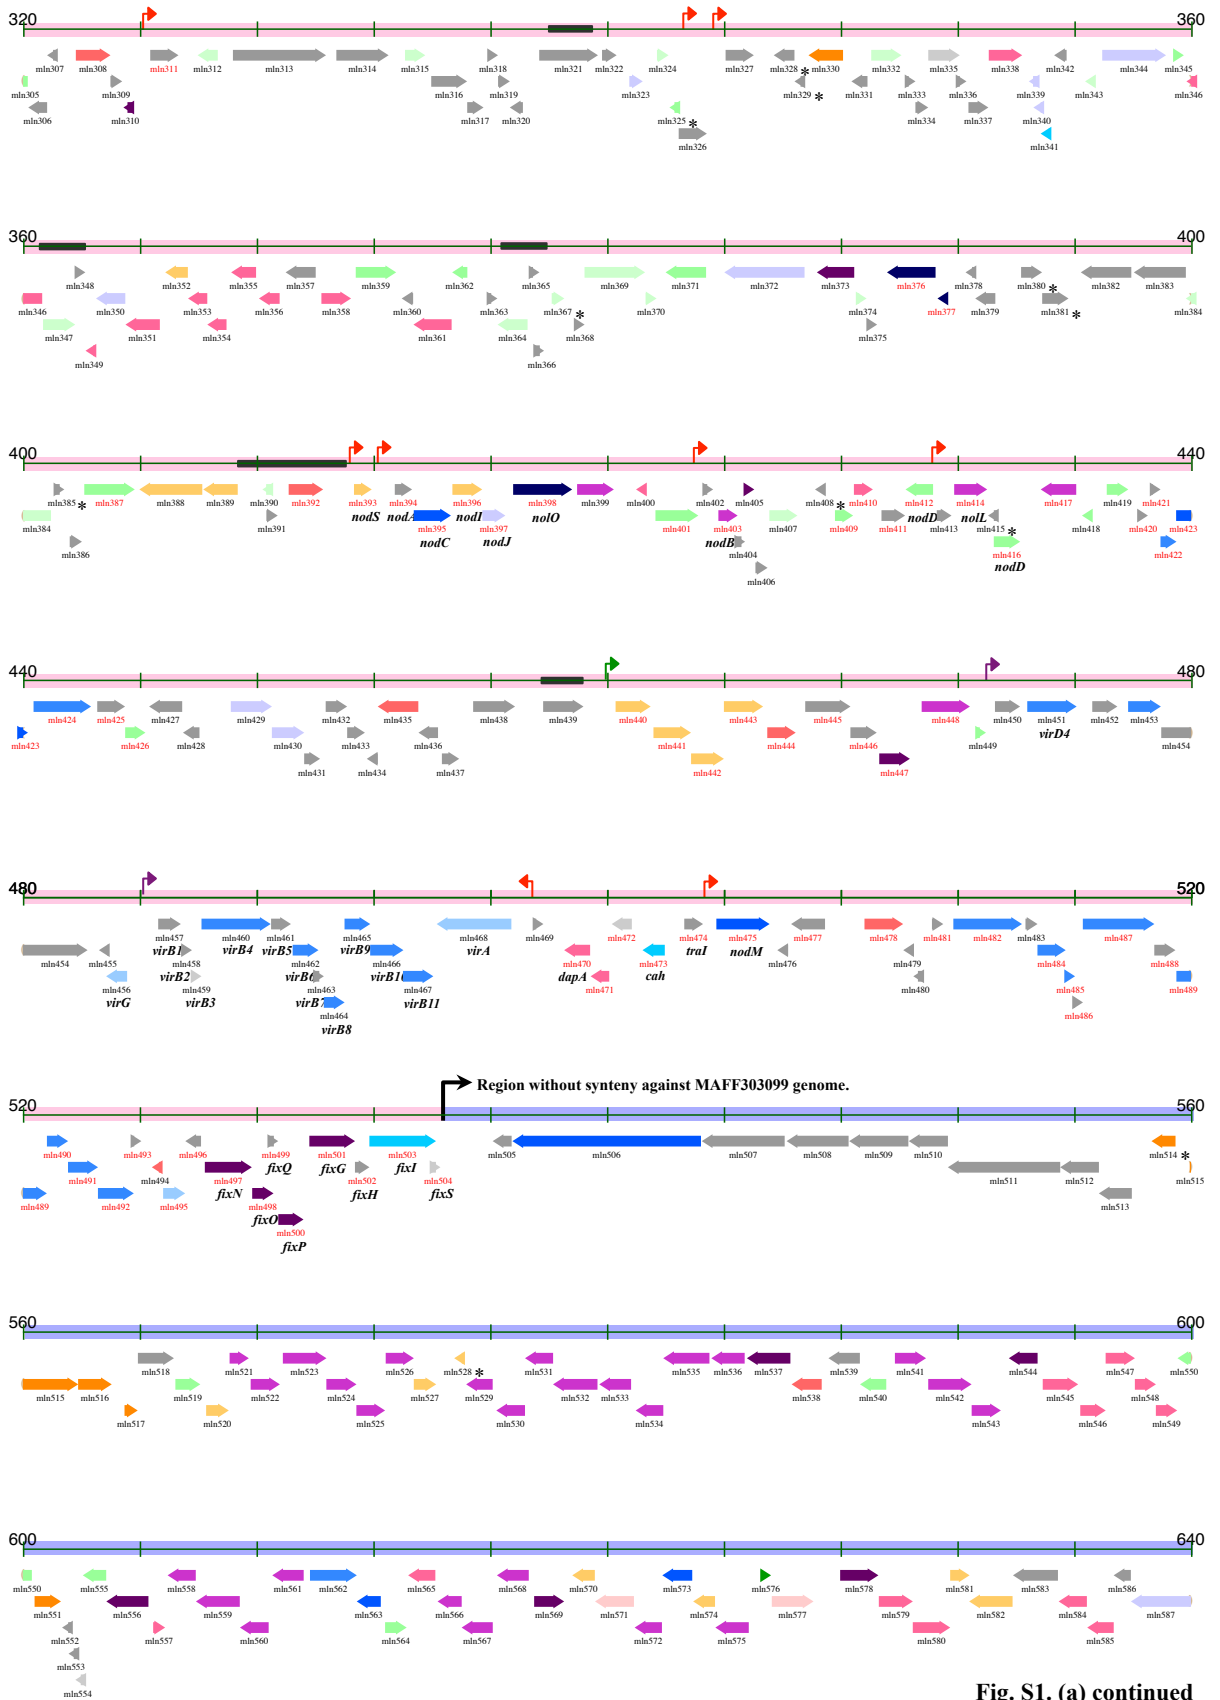 320 360
mln307 mln308 mln311 mln312 mln313 mln314 mln315 mln318 mln321 mln322 mln324 mln327 mln328 mln330 mln332 mln335 mln338 mln342 mln344 mln345
*
mln305 mln309 mln316 mln319 mln323 mln329 * mln331 mln333 mln336 mln339 mln343 mln346
mln306 mln310 mln317 mln320 mln325 * mln334 mln337 mln340
mln326 mln341
360 400
mln348 mln352 mln355 mln357 mln359 mln362 mln365 mln369 mln371 mln372 mln373 mln376 mln378 mln380 * mln382 mln383
mln346 mln350 mln353 mln356 mln358 mln360 mln363 mln367 * mln370 mln374 mln377 mln379 mln381 * mln384
mln347 mln351 mln354 mln361 mln364 mln368 mln375
mln349 mln366
400 440
mln385 * mln387 mln388 mln389 mln390 mln392 mln393 mln394 mln396 mln398 mln399 mln400 mln402 mln405 mln408 * mln410 mln412 mln414 mln417 mln419 mln421
nodS nodA nodI nolO nodD nolL
mln384 mln391 mln395 mln397 mln401 mln403 mln407 mln409 mln411 mln413 mln415 * mln418 mln420 mln423
nodC nodJ nodB
mln386 mln404 mln416 mln422
nodD
mln406
440 480
mln424 mln425 mln427 mln429 mln432 mln435 mln438 mln439 mln440 mln443 mln445 mln448 mln450 mln451 mln452 mln453
virD4
mln423 mln426 mln428 mln430 mln433 mln436 mln441 mln444 mln446 mln449 mln454
mln431 mln434 mln437 mln442 mln447
480 520
mln457 mln460 mln461 mln465 mln468 mln469 mln472 mln474 mln475 mln477 mln478 mln481 mln482 mln483 mln487
virB1 virB4 virB5 virB9 virA traI nodM
mln454 mln455 mln458 mln462 mln466 mln470 mln473 mln476 mln479 mln484 mln488
virB2 virB6 virB10 dapA cah
mln456 mln459 mln463 mln467 mln471 mln480 mln485 mln489
virG virB3 virB7 virB11
mln464 mln486
virB8
Region without synteny against MAFF303099 genome.
520 560
mln490 mln493 mln496 mln499 mln501 mln503 mln505 mln506 mln507 mln508 mln509 mln510 mln514
fixQ fixG fixI *
mln491 mln494 mln497 mln502 mln504 mln511 mln512 mln515
fixN fixH fixS
mln489 mln492 mln495 mln498 mln513
fixO
mln500
fixP
560 600
mln518 mln521 mln523 mln526 mln528 mln531 mln535 mln536 mln537 mln539 mln541 mln544 mln547 mln550
*
mln515 mln516 mln519 mln522 mln524 mln527 mln529 mln532 mln533 mln538 mln540 mln542 mln545 mln548
mln517 mln520 mln525 mln530 mln534 mln543 mln546 mln549
600 640
mln550 mln555 mln558 mln561 mln562 mln565 mln568 mln570 mln573 mln576 mln578 mln581 mln583 mln586
mln551 mln556 mln559 mln563 mln566 mln569 mln571 mln574 mln577 mln579 mln582 mln584 mln587
mln552 mln557 mln560 mln564 mln567 mln572 mln575 mln580 mln585
mln553
mln554
Fig. S1. (a) continued